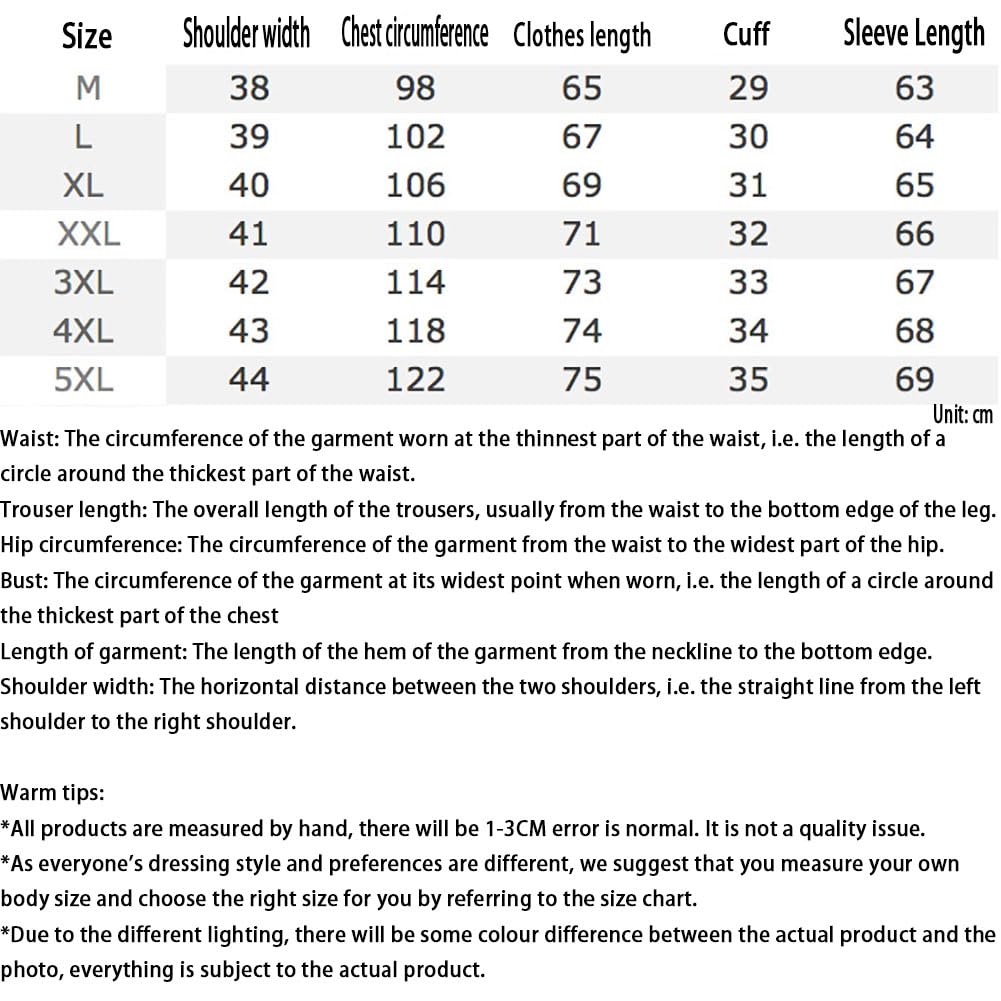 Size Shoulder width Chest circumference Clothes length Cuff Sleeve Length
M 38 98 65 29 63
L 39 102 67 30 64
XL 40 106 69 31 65
XXL 41 110 71 32 66
3XL 42 114 73 33 67
4XL 43 118 74 34 68
5XL 44 122 75 35 69
Unit: cm
Waist: The circumference of the garment worn at the thinnest part of the waist, i.e. the length of a
circle around the thickest part of the waist.
Trouser length: The overall length of the trousers, usually from the waist to the bottom edge of the leg.
Hip circumference: The circumference of the garment from the waist to the widest part of the hip.
Bust: The circumference of the garment at its widest point when worn, i.e. the length of a circle around
the thickest part of the chest
Length of garment: The length of the hem of the garment from the neckline to the bottom edge.
Shoulder width: The horizontal distance between the two shoulders, i.e. the straight line from the left
shoulder to the right shoulder.
Warm tips:
*All products are measured by hand, there will be 1-3CM error is normal. It is not a quality issue.
*As everyone’s dressing style and preferences are different, we suggest that you measure your own
body size and choose the right size for you by referring to the size chart.
*Due to the different lighting, there will be some colour difference between the actual product and the
photo, everything is subject to the actual product.